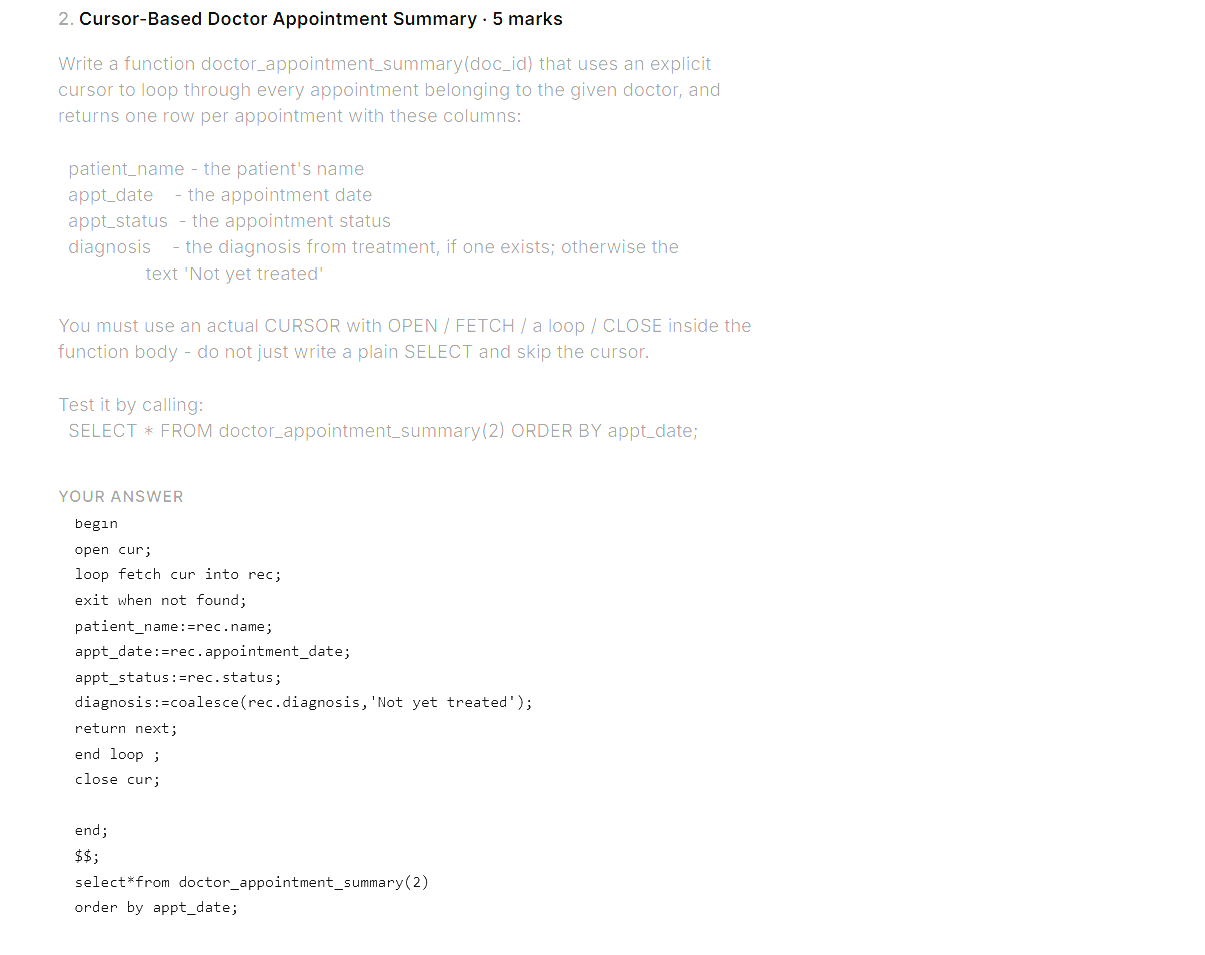 2. Cursor-Based Doctor Appointment Summary · 5 marks
Write a function doctor_appointment_summary(doc_id) that uses an explicit
cursor to loop through every appointment belonging to the given doctor, and
returns one row per appointment with these columns:
patient_name - the patient's name
appt_date - the appointment date
appt_status - the appointment status
diagnosis - the diagnosis from treatment, if one exists; otherwise the
text 'Not yet treated'
You must use an actual CURSOR with OPEN / FETCH / a loop / CLOSE inside the
function body - do not just write a plain SELECT and skip the cursor.
Test it by calling:
SELECT * FROM doctor_appointment_summary(2) ORDER BY appt_date;
YOUR ANSWER
begin
open cur;
loop fetch cur into rec;
exit when not found;
patient_name:=rec.name;
appt_date:=rec.appointment_date;
appt_status:=rec.status;
diagnosis:=coalesce(rec.diagnosis,'Not yet treated');
return next;
end loop ;
close cur;
end;
$$;
select*from doctor_appointment_summary(2)
order by appt_date;